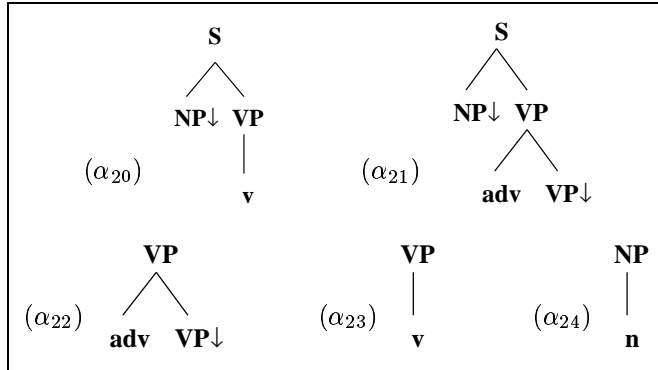 S
S
NP↓ VP
NP↓ VP
(α₂₀)
(α₂₁)
v
adv VP↓
VP
VP
NP
(α₂₂)
(α₂₃)
(α₂₄)
adv VP↓
v
n